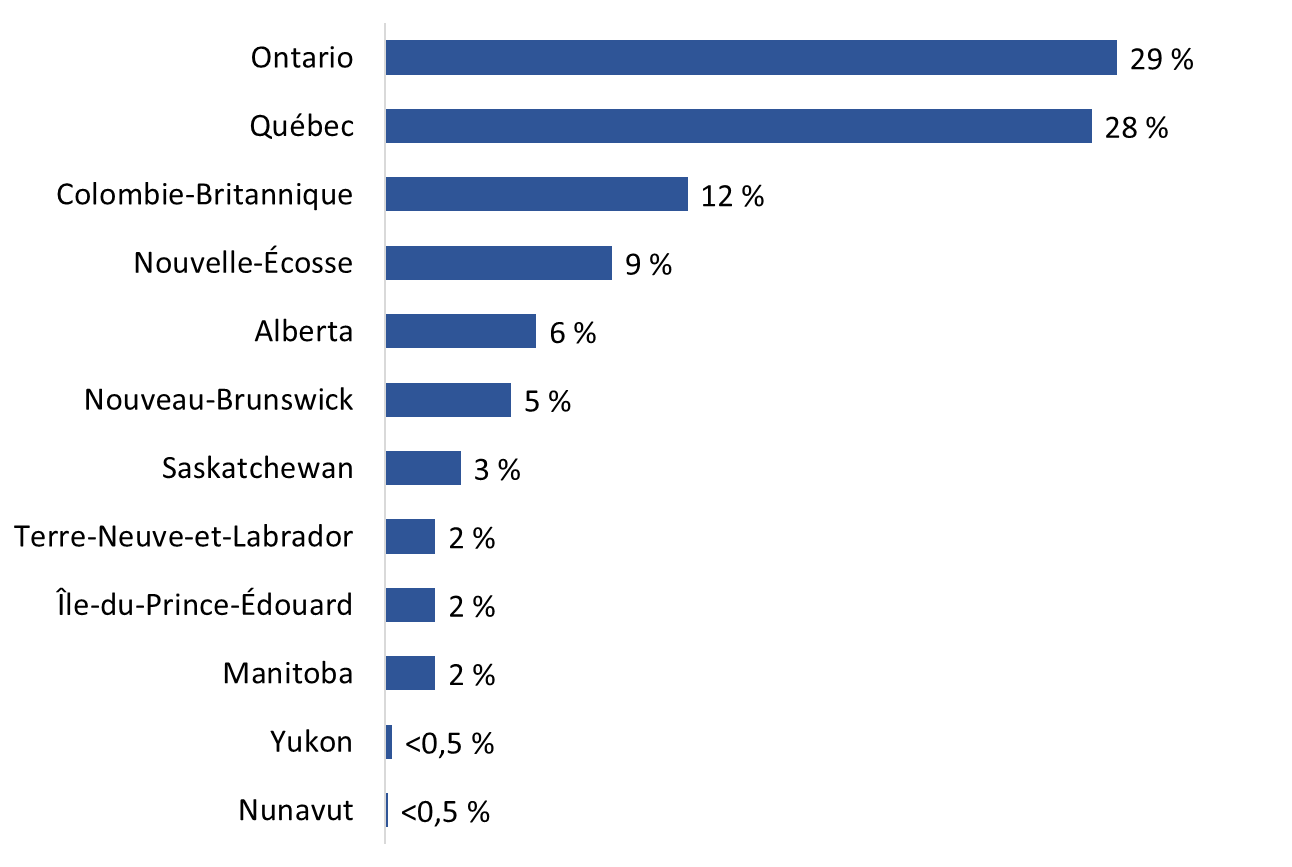 Ontario 29 %
Québec 28 %
Colombie-Britannique 12 %
Nouvelle-Écosse 9 %
Alberta 6 %
Nouveau-Brunswick 5 %
Saskatchewan 3 %
Terre-Neuve-et-Labrador 2 %
Île-du-Prince-Édouard 2 %
Manitoba 2 %
Yukon <0,5 %
Nunavut <0,5 %